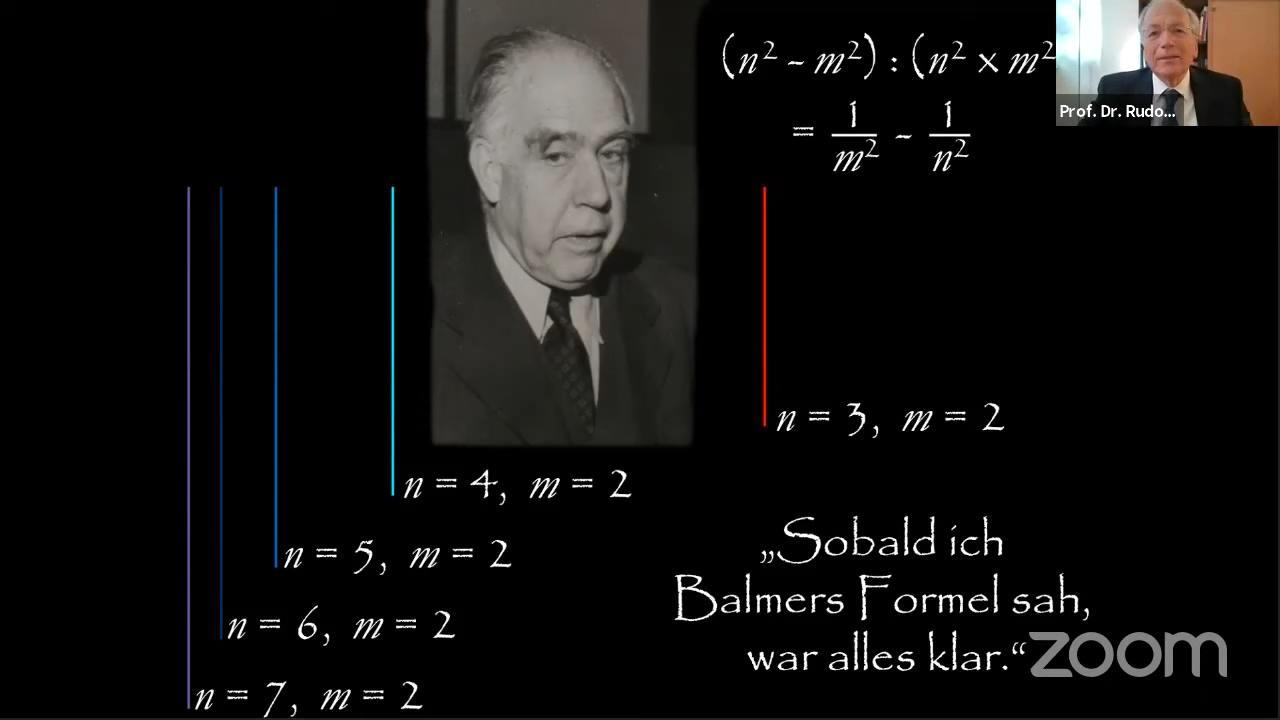 (n² - m²) : (n² × m²
= 1/m² - 1/n²
Prof. Dr. Rudo...
n = 3, m = 2
n = 4, m = 2
n = 5, m = 2
n = 6, m = 2
n = 7, m = 2
„Sobald ich
Balmers Formel sah,
war alles klar.“
zoom